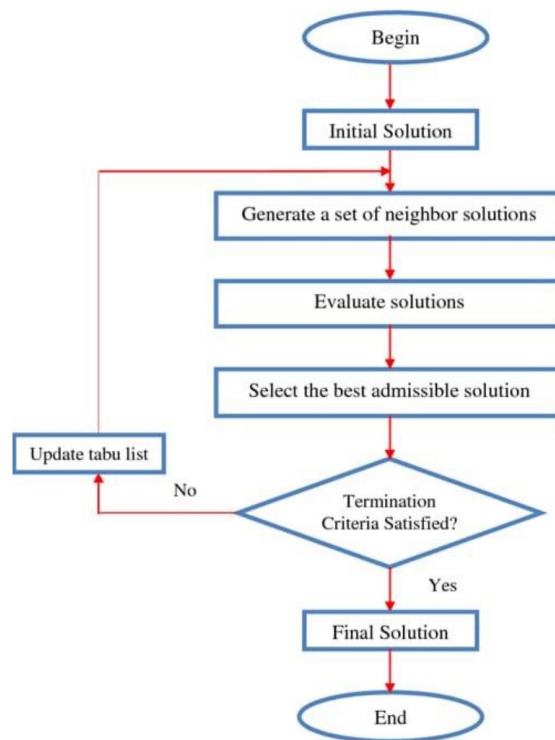 Begin
Initial Solution
Generate a set of neighbor solutions
Evaluate solutions
Select the best admissible solution
Update tabu list
No
Termination
Criteria Satisfied?
Yes
Final Solution
End